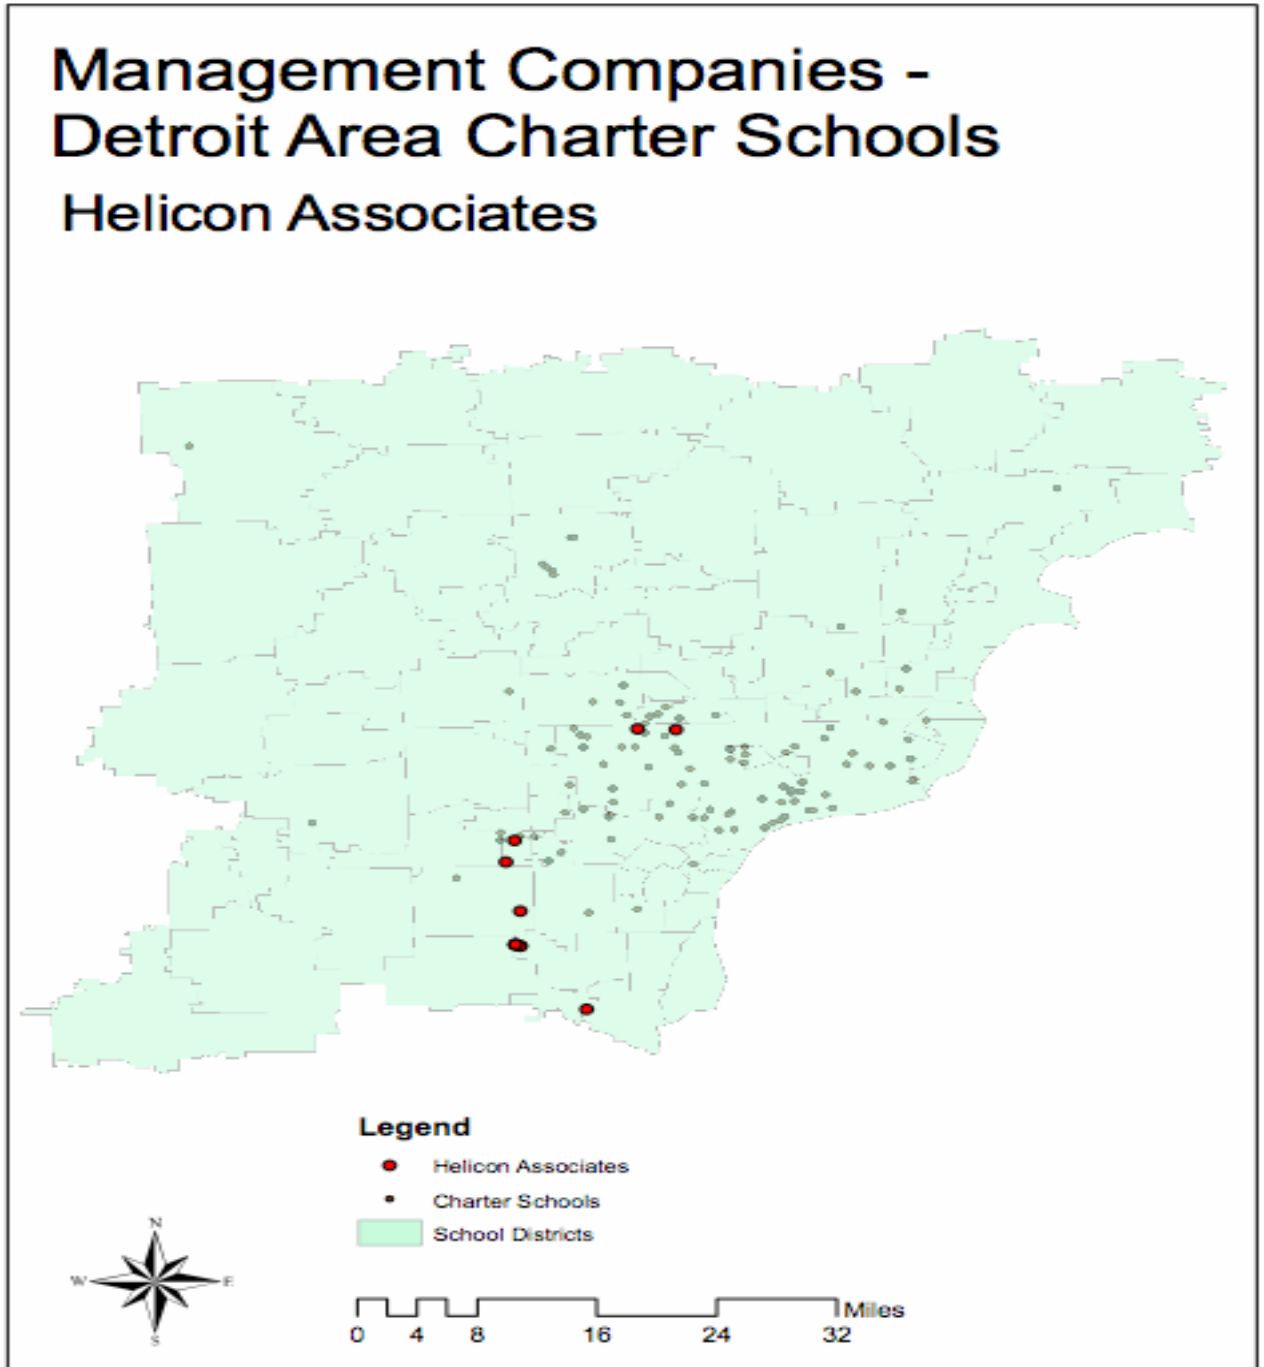 Management Companies -
Detroit Area Charter Schools
Helicon Associates
Legend
Helicon Associates
Charter Schools
School Districts
N
W E
S
0 4 8 16 24 32 Miles